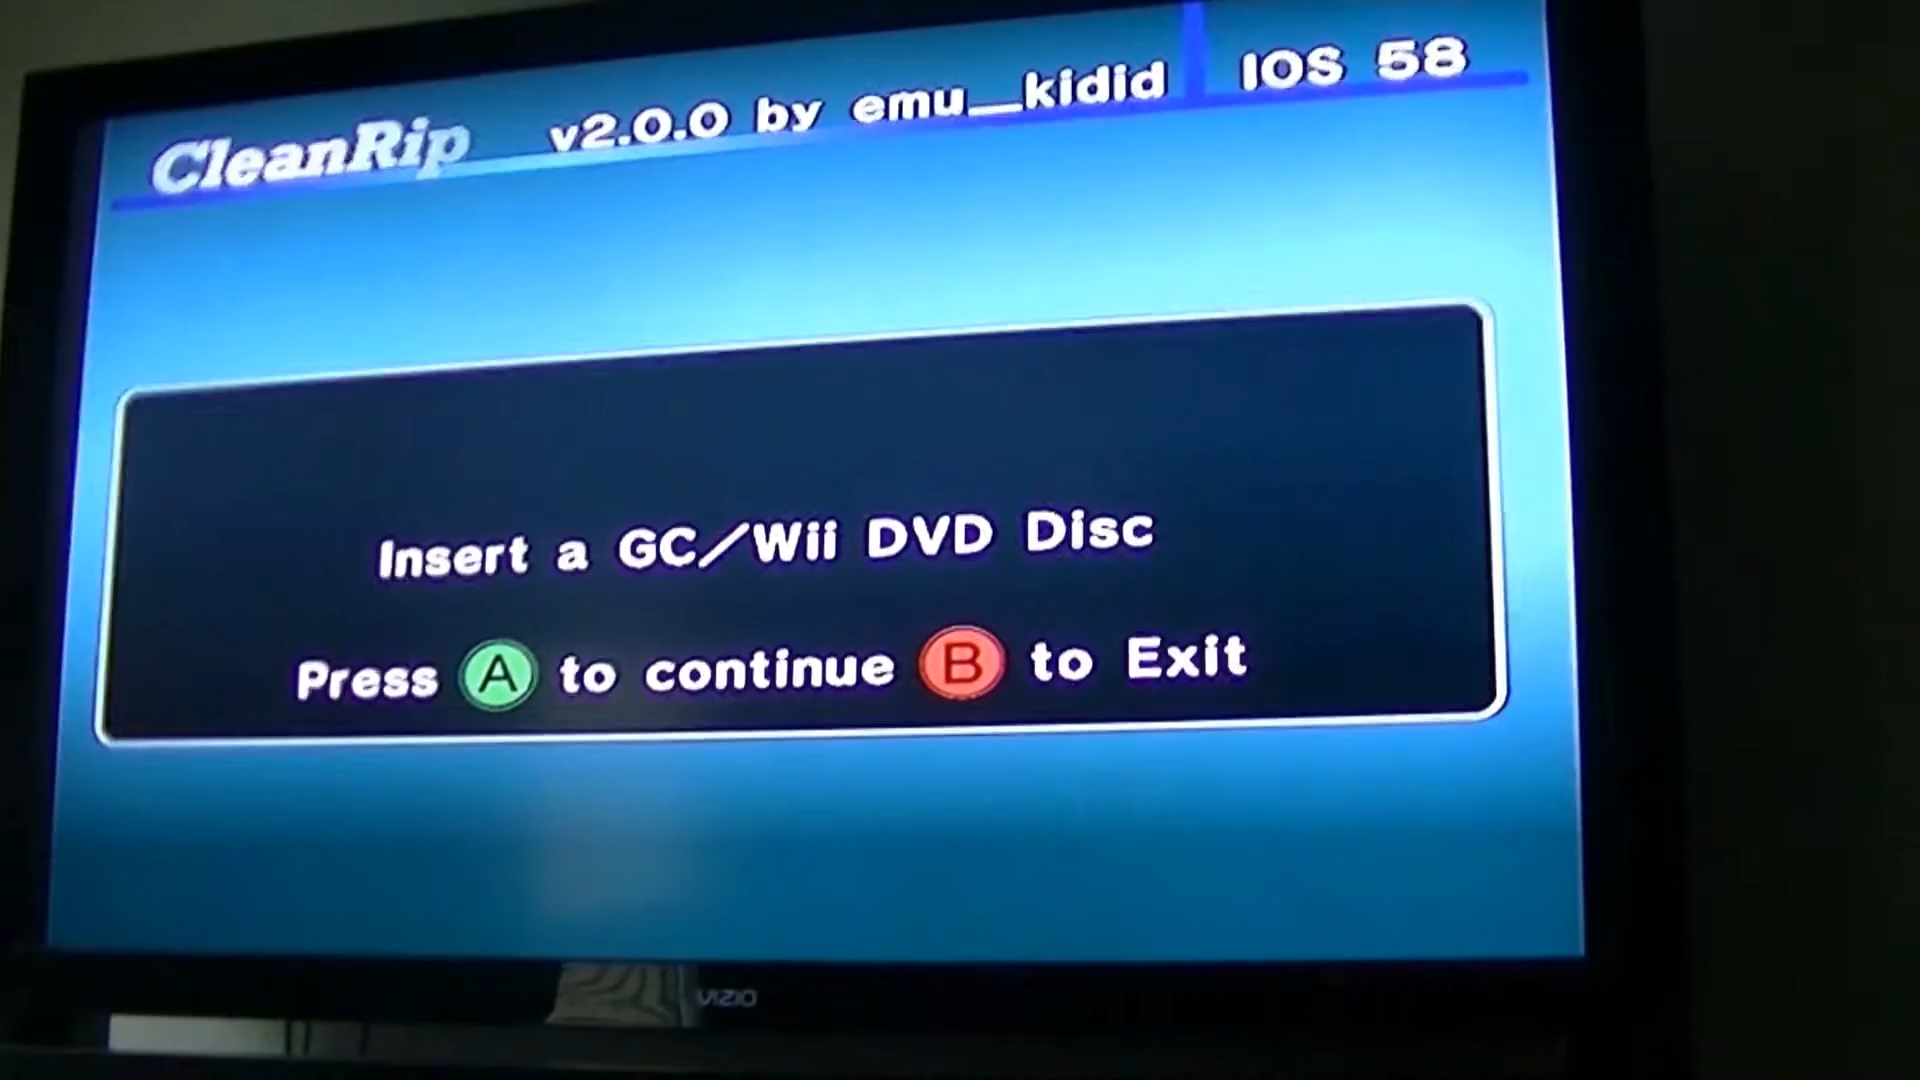 CleanRip v2.0.0 by emu_kidid IOS 58
Insert a GC/Wii DVD Disc
Press A to continue B to Exit
VIZIO